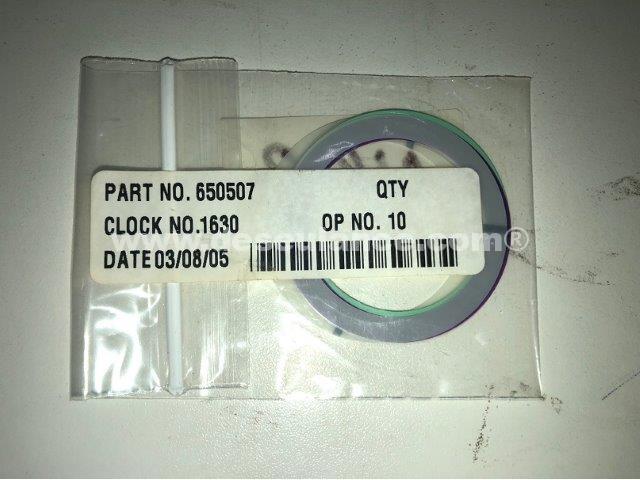 PART NO. 650507 QTY
CLOCK NO.1630 OP NO. 10
DATE 03/08/05